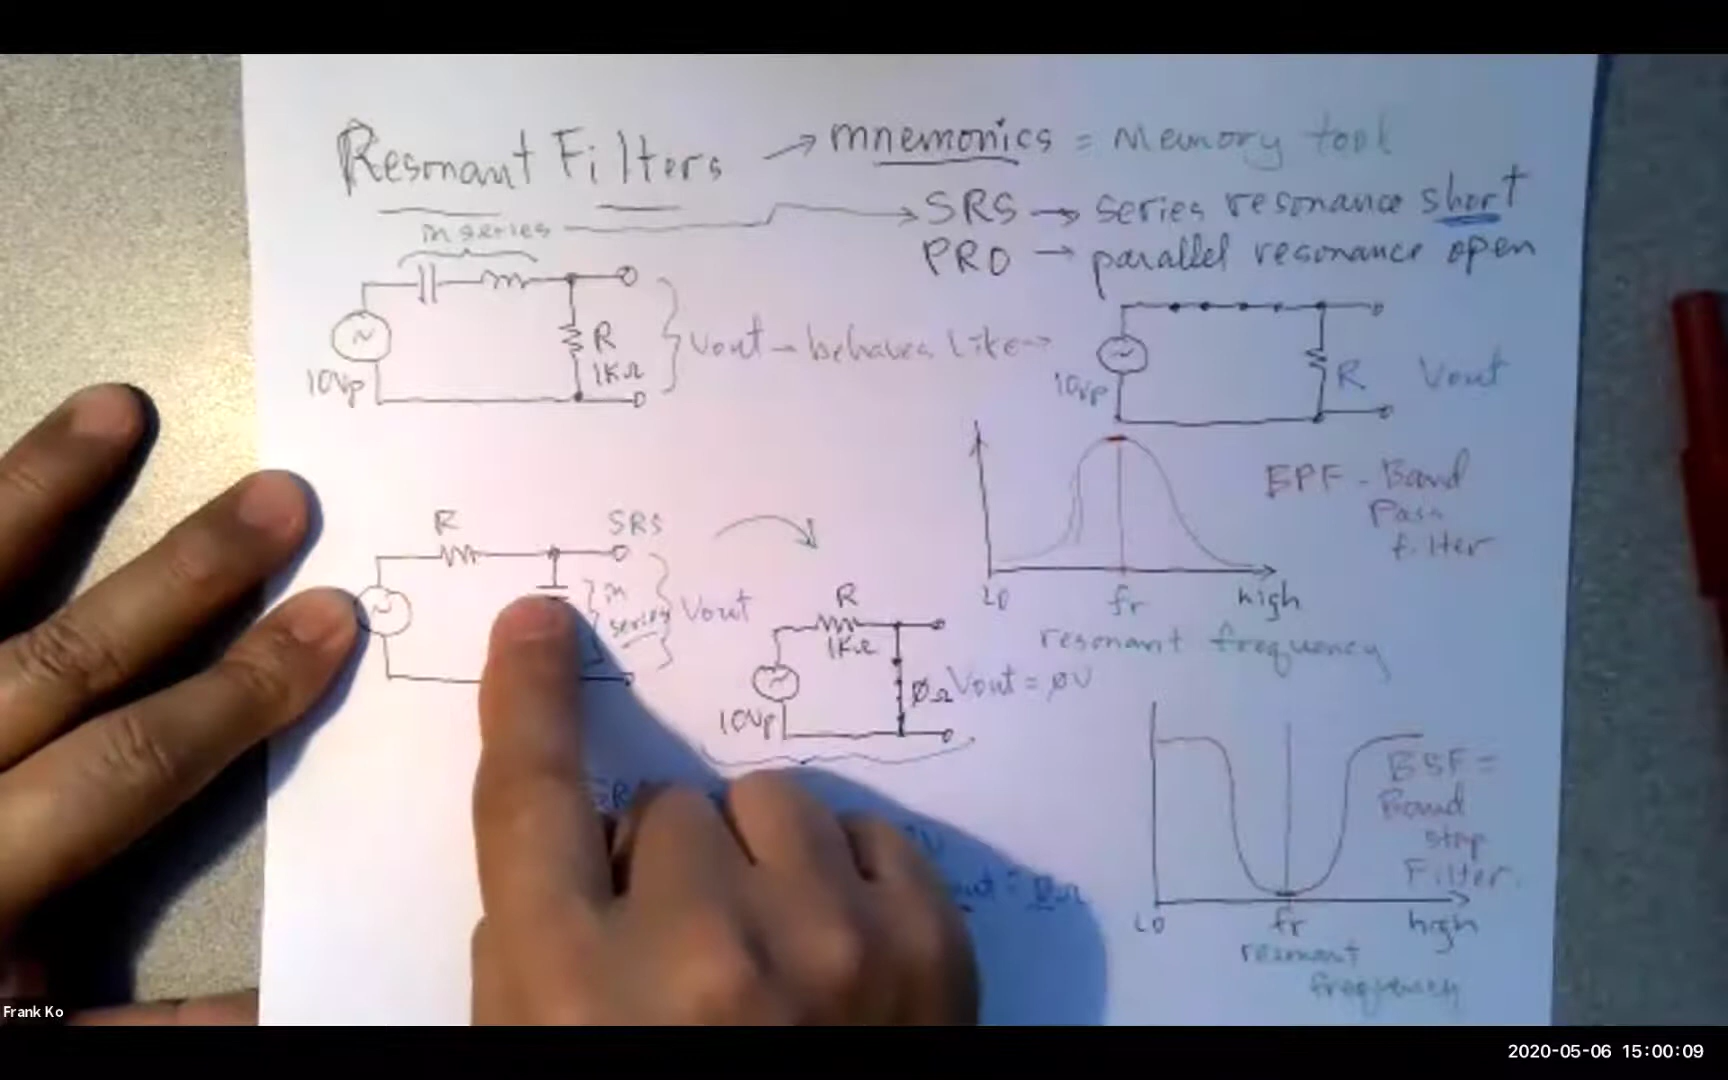 Resonant Filters → mnemonics = Memory tool
SRS → series resonance short
PRO → parallel resonance open
in series
R
1KΩ
10Vp
Vout → behaves like →
10Vp
R
Vout
BPF - Band
Pass
filter
LO
fr
high
resonant frequency
R
SRS
in
series
Vout
R
1KΩ
10Vp
ØΩ
Vout = ØV
BSF =
Band
stop
Filter.
LO
fr
high
resonant
frequency
Frank Ko
2020-05-06 15:00:09